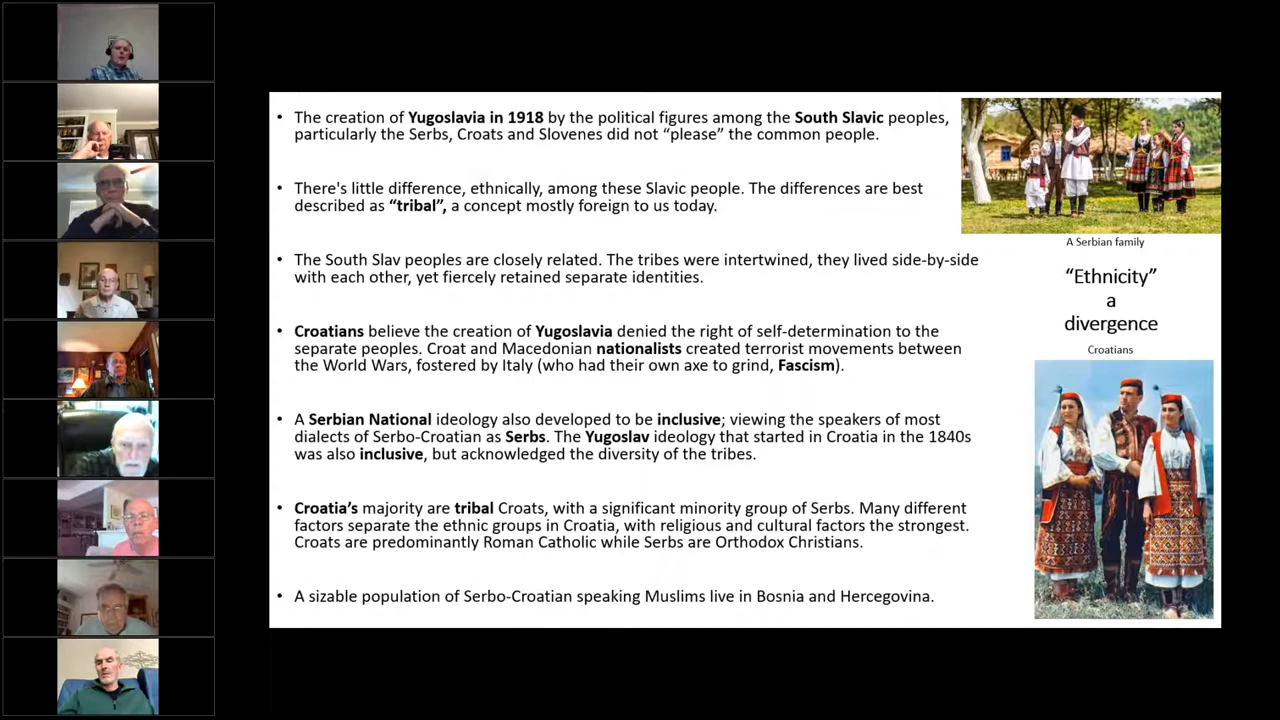 • The creation of Yugoslavia in 1918 by the political figures among the South Slavic peoples,
particularly the Serbs, Croats and Slovenes did not “please” the common people.
• There's little difference, ethnically, among these Slavic people. The differences are best
described as “tribal”, a concept mostly foreign to us today.
• The South Slav peoples are closely related. The tribes were intertwined, they lived side-by-side
with each other, yet fiercely retained separate identities.
• Croatians believe the creation of Yugoslavia denied the right of self-determination to the
separate peoples. Croat and Macedonian nationalists created terrorist movements between
the World Wars, fostered by Italy (who had their own axe to grind, Fascism).
• A Serbian National ideology also developed to be inclusive; viewing the speakers of most
dialects of Serbo-Croatian as Serbs. The Yugoslav ideology that started in Croatia in the 1840s
was also inclusive, but acknowledged the diversity of the tribes.
• Croatia’s majority are tribal Croats, with a significant minority group of Serbs. Many different
factors separate the ethnic groups in Croatia, with religious and cultural factors the strongest.
Croats are predominantly Roman Catholic while Serbs are Orthodox Christians.
• A sizable population of Serbo-Croatian speaking Muslims live in Bosnia and Hercegovina.
A Serbian family
“Ethnicity”
a
divergence
Croatians